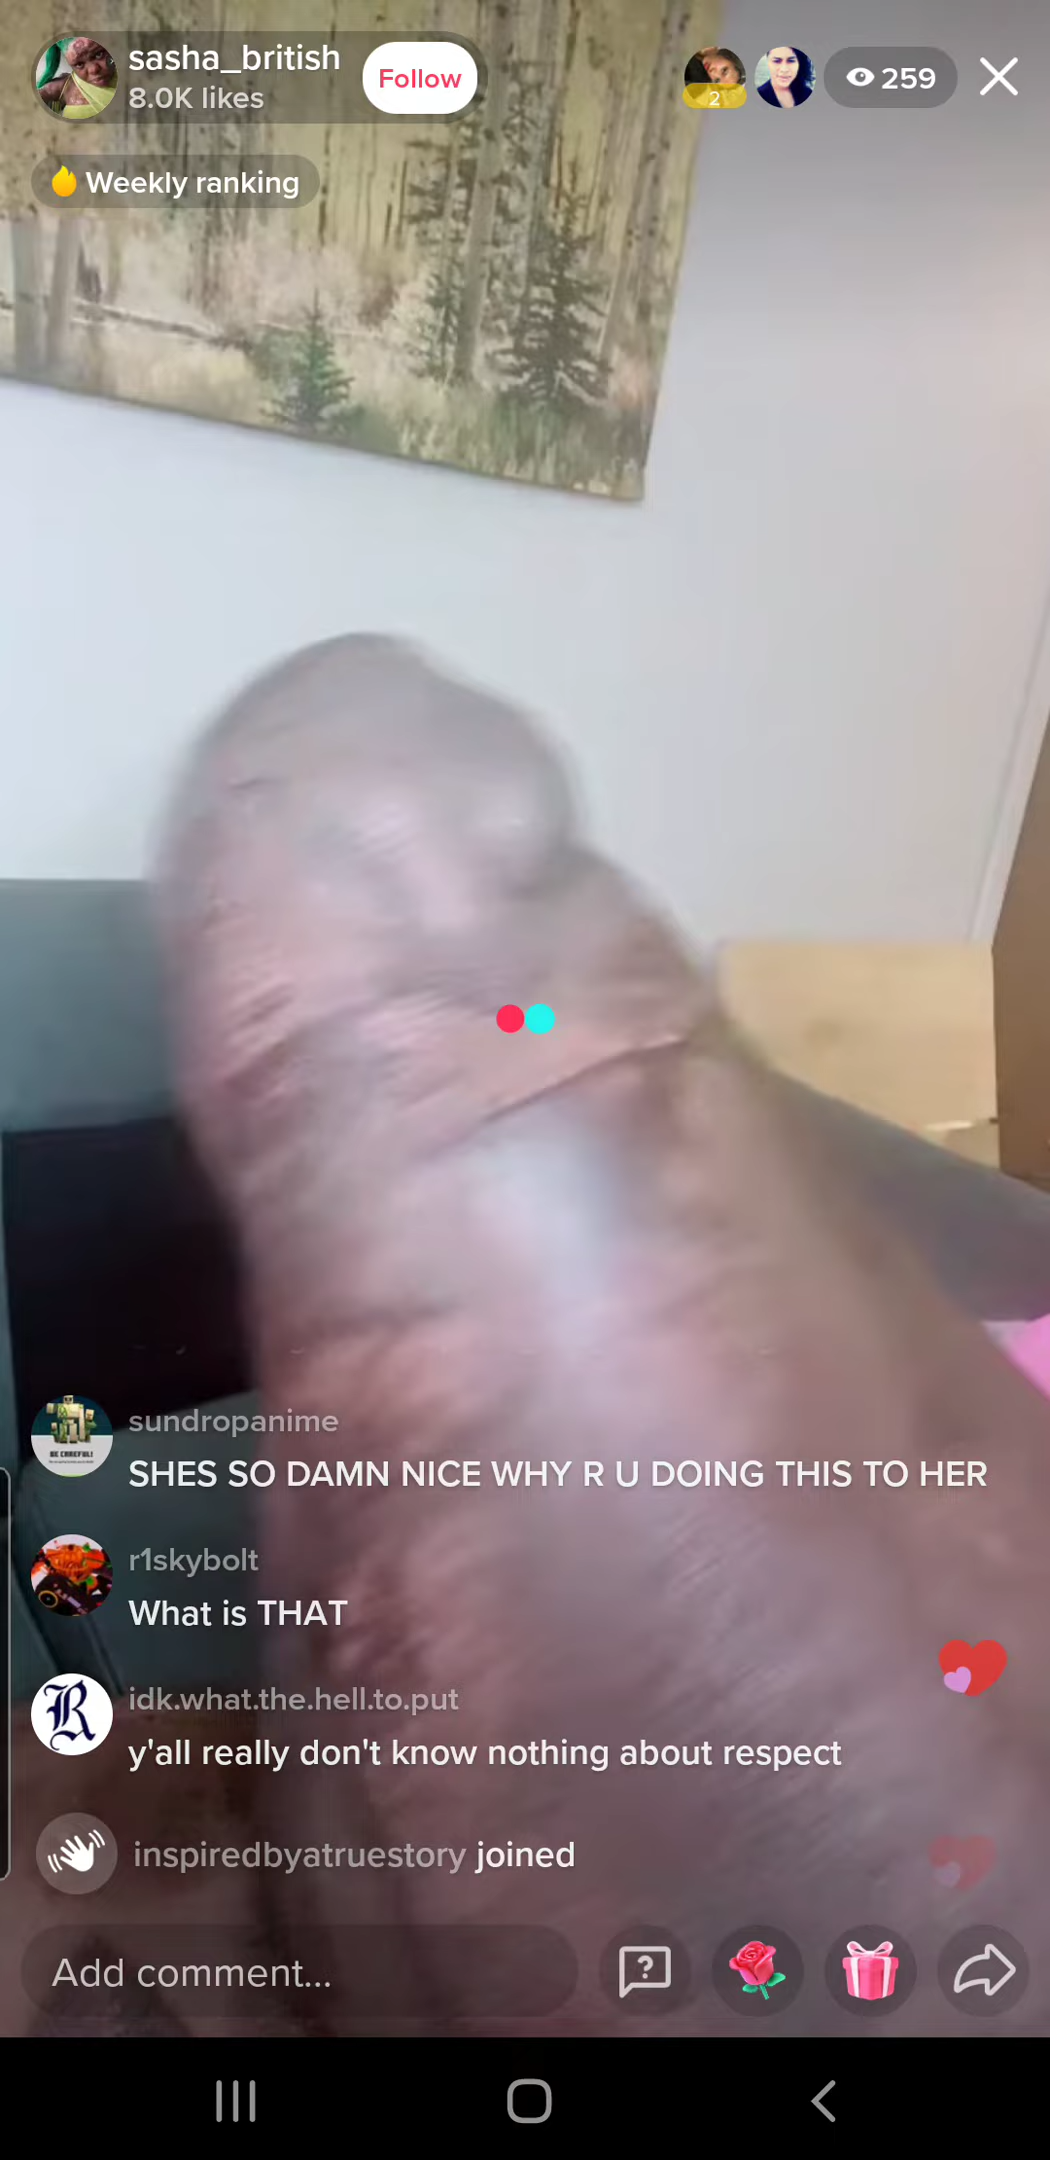 sasha_british
8.0K likes
Follow
2
259
Weekly ranking
sundropanime
SHES SO DAMN NICE WHY R U DOING THIS TO HER
r1skybolt
What is THAT
idk.what.the.hell.to.put
y'all really don't know nothing about respect
inspiredbyatruestory joined
Add comment...